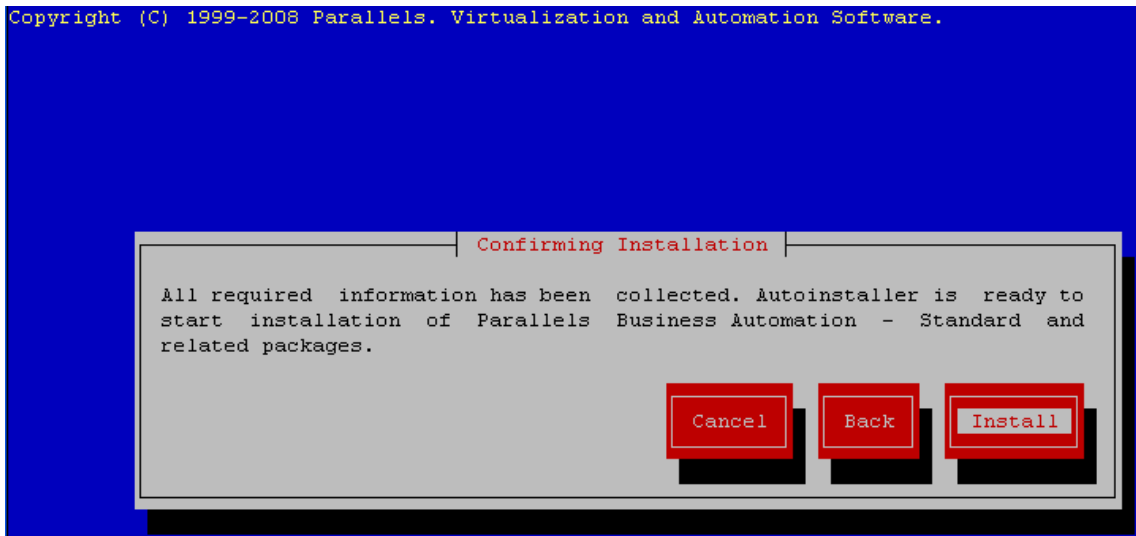 Copyright (C) 1999-2008 Parallels. Virtualization and Automation Software.
Confirming Installation
All required information has been collected. Autoinstaller is ready to
start installation of Parallels Business Automation - Standard and
related packages.
Cancel Back Install